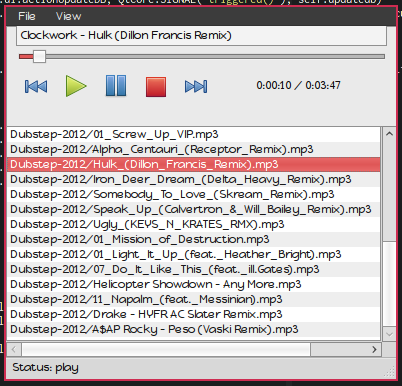 .ui.actionUpdateDB, QtCore.SIGNAL("triggered()"), self.updateDB)
File View
Clockwork - Hulk (Dillon Francis Remix)
0:00:10 / 0:03:47
Dubstep-2012/01_Screw_Up_VIP.mp3
Dubstep-2012/Alpha_Centauri_(Receptor_Remix).mp3
Dubstep-2012/Hulk_(Dillon_Francis_Remix).mp3
Dubstep-2012/Iron_Deer_Dream_(Delta_Heavy_Remix).mp3
Dubstep-2012/Somebody_To_Love_(Skream_Remix).mp3
Dubstep-2012/Speak_Up_(Calvertron_&_Will_Bailey_Remix).mp3
Dubstep-2012/Ugly_(KEYS_N_KRATES_RMX).mp3
Dubstep-2012/01_Mission_of_Destruction.mp3
Dubstep-2012/01_Light_It_Up_(feat._Heather_Bright).mp3
Dubstep-2012/07_Do_It_Like_This_(feat._ill.Gates).mp3
Dubstep-2012/Helicopter Showdown - Any More.mp3
Dubstep-2012/11_Napalm_(feat._Messinian).mp3
Dubstep-2012/Drake - HYFR AC Slater Remix.mp3
Dubstep-2012/A$AP Rocky - Peso (Vaski Remix).mp3
Status: play